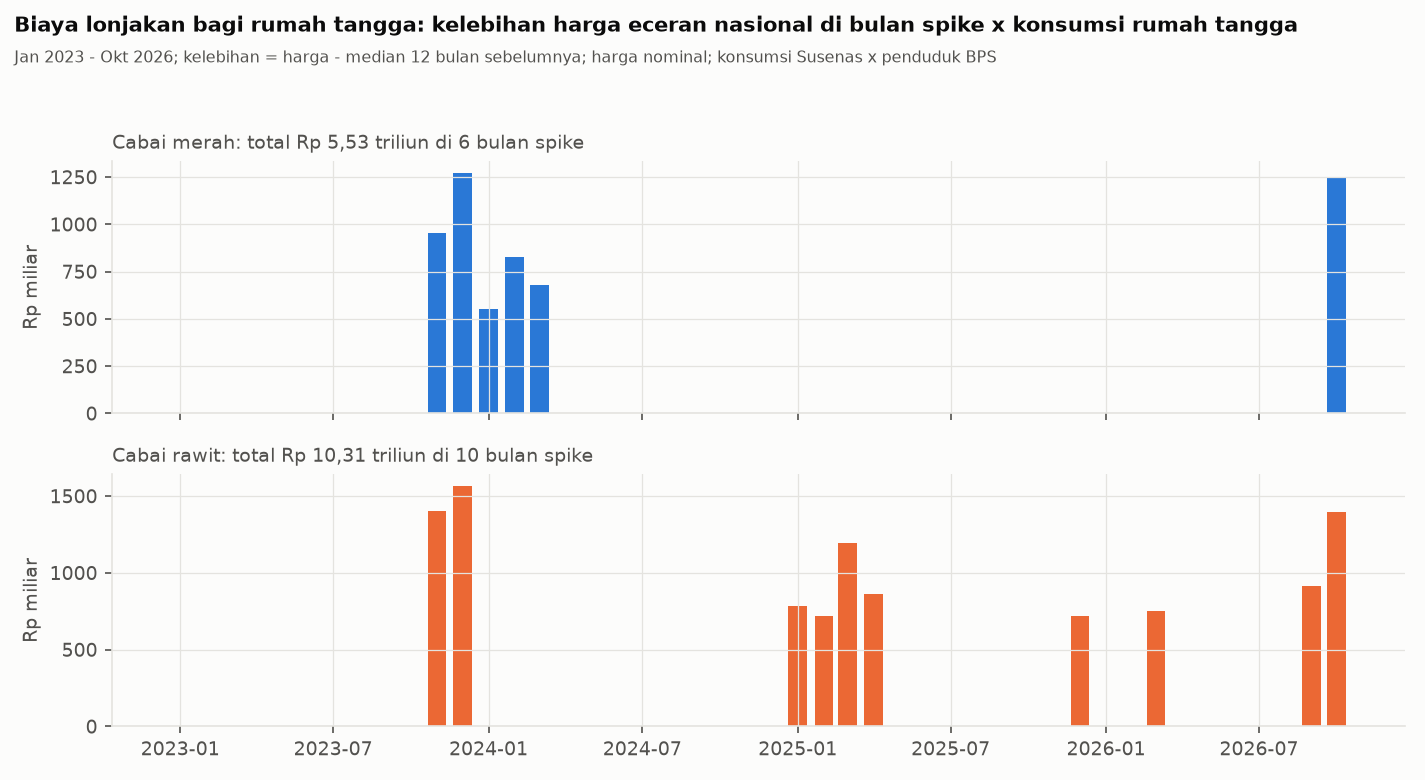 Biaya lonjakan bagi rumah tangga: kelebihan harga eceran nasional di bulan spike x konsumsi rumah tangga
Jan 2023 - Okt 2026; kelebihan = harga - median 12 bulan sebelumnya; harga nominal; konsumsi Susenas x penduduk BPS
Cabai merah: total Rp 5,53 triliun di 6 bulan spike
Rp miliar
1250
1000
750
500
250
0
Cabai rawit: total Rp 10,31 triliun di 10 bulan spike
Rp miliar
1500
1000
500
0
2023-01 2023-07 2024-01 2024-07 2025-01 2025-07 2026-01 2026-07